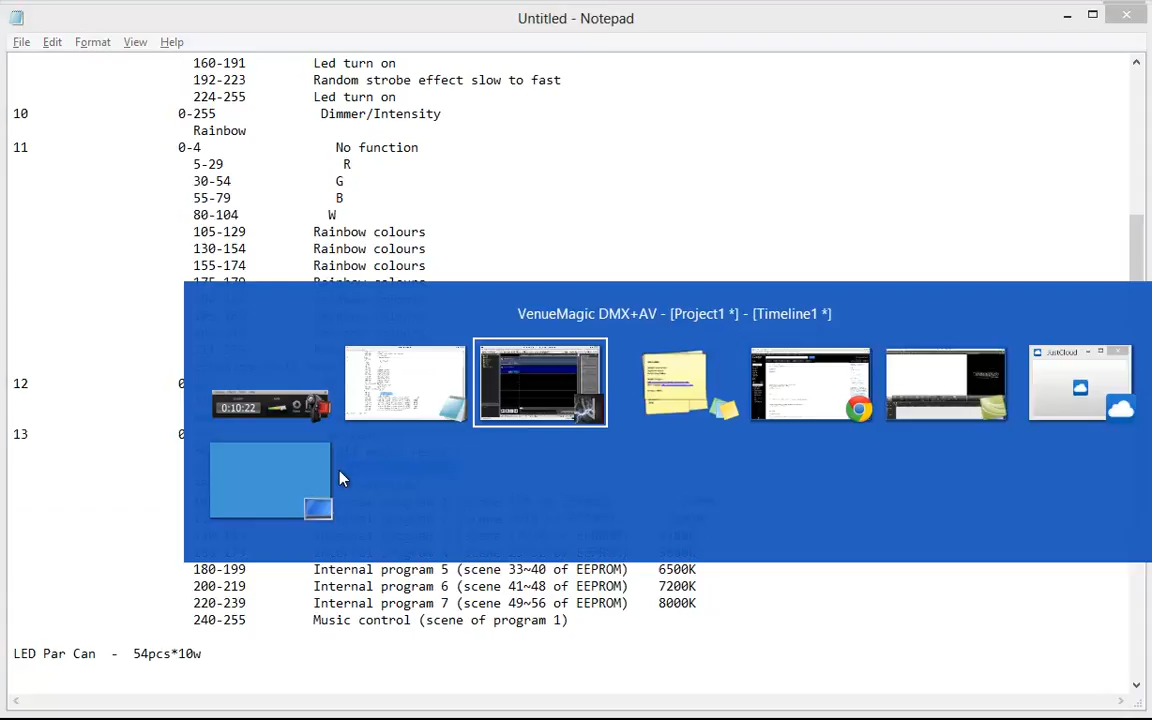 Untitled - Notepad
File Edit Format View Help
160-191 Led turn on
192-223 Random strobe effect slow to fast
224-255 Led turn on
10 0-255 Dimmer/Intensity
Rainbow
11 0-4 No function
5-29 R
30-54 G
55-79 B
80-104 W
105-129 Rainbow colours
130-154 Rainbow colours
155-174 Rainbow colours
VenueMagic DMX+AV - [Project1 *] - [Timeline1 *]
JustCloud
12
0:10:22
13
180-199 Internal program 5 (scene 33~40 of EEPROM) 6500K
200-219 Internal program 6 (scene 41~48 of EEPROM) 7200K
220-239 Internal program 7 (scene 49~56 of EEPROM) 8000K
240-255 Music control (scene of program 1)
LED Par Can - 54pcs*10w